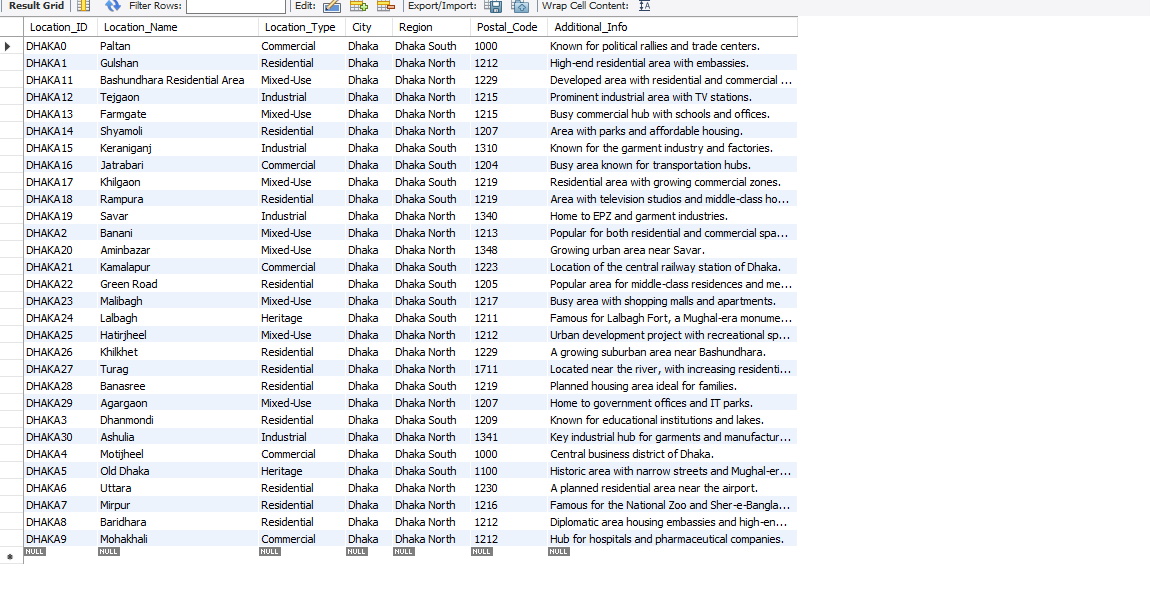 Result Grid Filter Rows: Edit: Export/Import: Wrap Cell Content: IA
Location_ID Location_Name Location_Type City Region Postal_Code Additional_Info
DHAKA0 Paltan Commercial Dhaka Dhaka South 1000 Known for political rallies and trade centers.
DHAKA1 Gulshan Residential Dhaka Dhaka North 1212 High-end residential area with embassies.
DHAKA11 Bashundhara Residential Area Mixed-Use Dhaka Dhaka North 1229 Developed area with residential and commercial ...
DHAKA12 Tejgaon Industrial Dhaka Dhaka North 1215 Prominent industrial area with TV stations.
DHAKA13 Farmgate Mixed-Use Dhaka Dhaka North 1215 Busy commercial hub with schools and offices.
DHAKA14 Shyamoli Residential Dhaka Dhaka North 1207 Area with parks and affordable housing.
DHAKA15 Keraniganj Industrial Dhaka Dhaka South 1310 Known for the garment industry and factories.
DHAKA16 Jatrabari Commercial Dhaka Dhaka South 1204 Busy area known for transportation hubs.
DHAKA17 Khilgaon Mixed-Use Dhaka Dhaka South 1219 Residential area with growing commercial zones.
DHAKA18 Rampura Residential Dhaka Dhaka South 1219 Area with television studios and middle-class ho...
DHAKA19 Savar Industrial Dhaka Dhaka North 1340 Home to EPZ and garment industries.
DHAKA2 Banani Mixed-Use Dhaka Dhaka North 1213 Popular for both residential and commercial spa...
DHAKA20 Aminbazar Mixed-Use Dhaka Dhaka North 1348 Growing urban area near Savar.
DHAKA21 Kamalapur Commercial Dhaka Dhaka South 1223 Location of the central railway station of Dhaka.
DHAKA22 Green Road Residential Dhaka Dhaka South 1205 Popular area for middle-class residences and me...
DHAKA23 Malibagh Mixed-Use Dhaka Dhaka South 1217 Busy area with shopping malls and apartments.
DHAKA24 Lalbagh Heritage Dhaka Dhaka South 1211 Famous for Lalbagh Fort, a Mughal-era monume...
DHAKA25 Hatirjheel Mixed-Use Dhaka Dhaka North 1212 Urban development project with recreational sp...
DHAKA26 Khilkhet Residential Dhaka Dhaka North 1229 A growing suburban area near Bashundhara.
DHAKA27 Turag Residential Dhaka Dhaka North 1711 Located near the river, with increasing residenti...
DHAKA28 Banasree Residential Dhaka Dhaka South 1219 Planned housing area ideal for families.
DHAKA29 Agargaon Mixed-Use Dhaka Dhaka North 1207 Home to government offices and IT parks.
DHAKA3 Dhanmondi Residential Dhaka Dhaka South 1209 Known for educational institutions and lakes.
DHAKA30 Ashulia Industrial Dhaka Dhaka North 1341 Key industrial hub for garments and manufactur...
DHAKA4 Motijheel Commercial Dhaka Dhaka South 1000 Central business district of Dhaka.
DHAKA5 Old Dhaka Heritage Dhaka Dhaka South 1100 Historic area with narrow streets and Mughal-er...
DHAKA6 Uttara Residential Dhaka Dhaka North 1230 A planned residential area near the airport.
DHAKA7 Mirpur Residential Dhaka Dhaka North 1216 Famous for the National Zoo and Sher-e-Bangla...
DHAKA8 Baridhara Residential Dhaka Dhaka North 1212 Diplomatic area housing embassies and high-en...
DHAKA9 Mohakhali Commercial Dhaka Dhaka North 1212 Hub for hospitals and pharmaceutical companies.
NULL NULL NULL NULL NULL NULL NULL